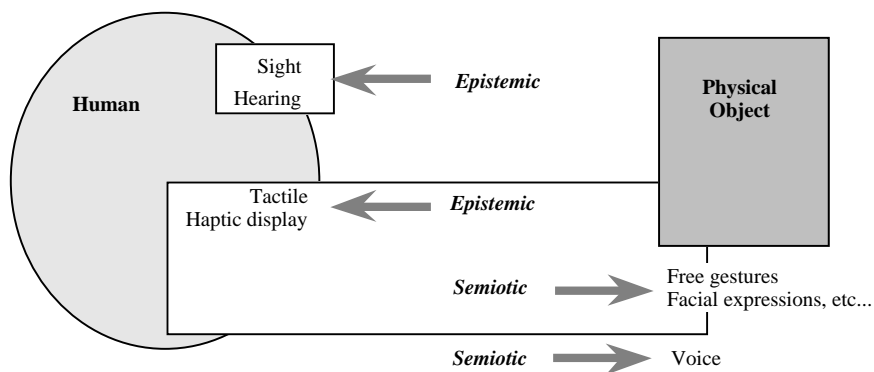 Sight
Epistemic
Hearing
Human
Physical
Object
Tactile
Epistemic
Haptic display
Semiotic
Free gestures
Facial expressions, etc...
Semiotic
Voice